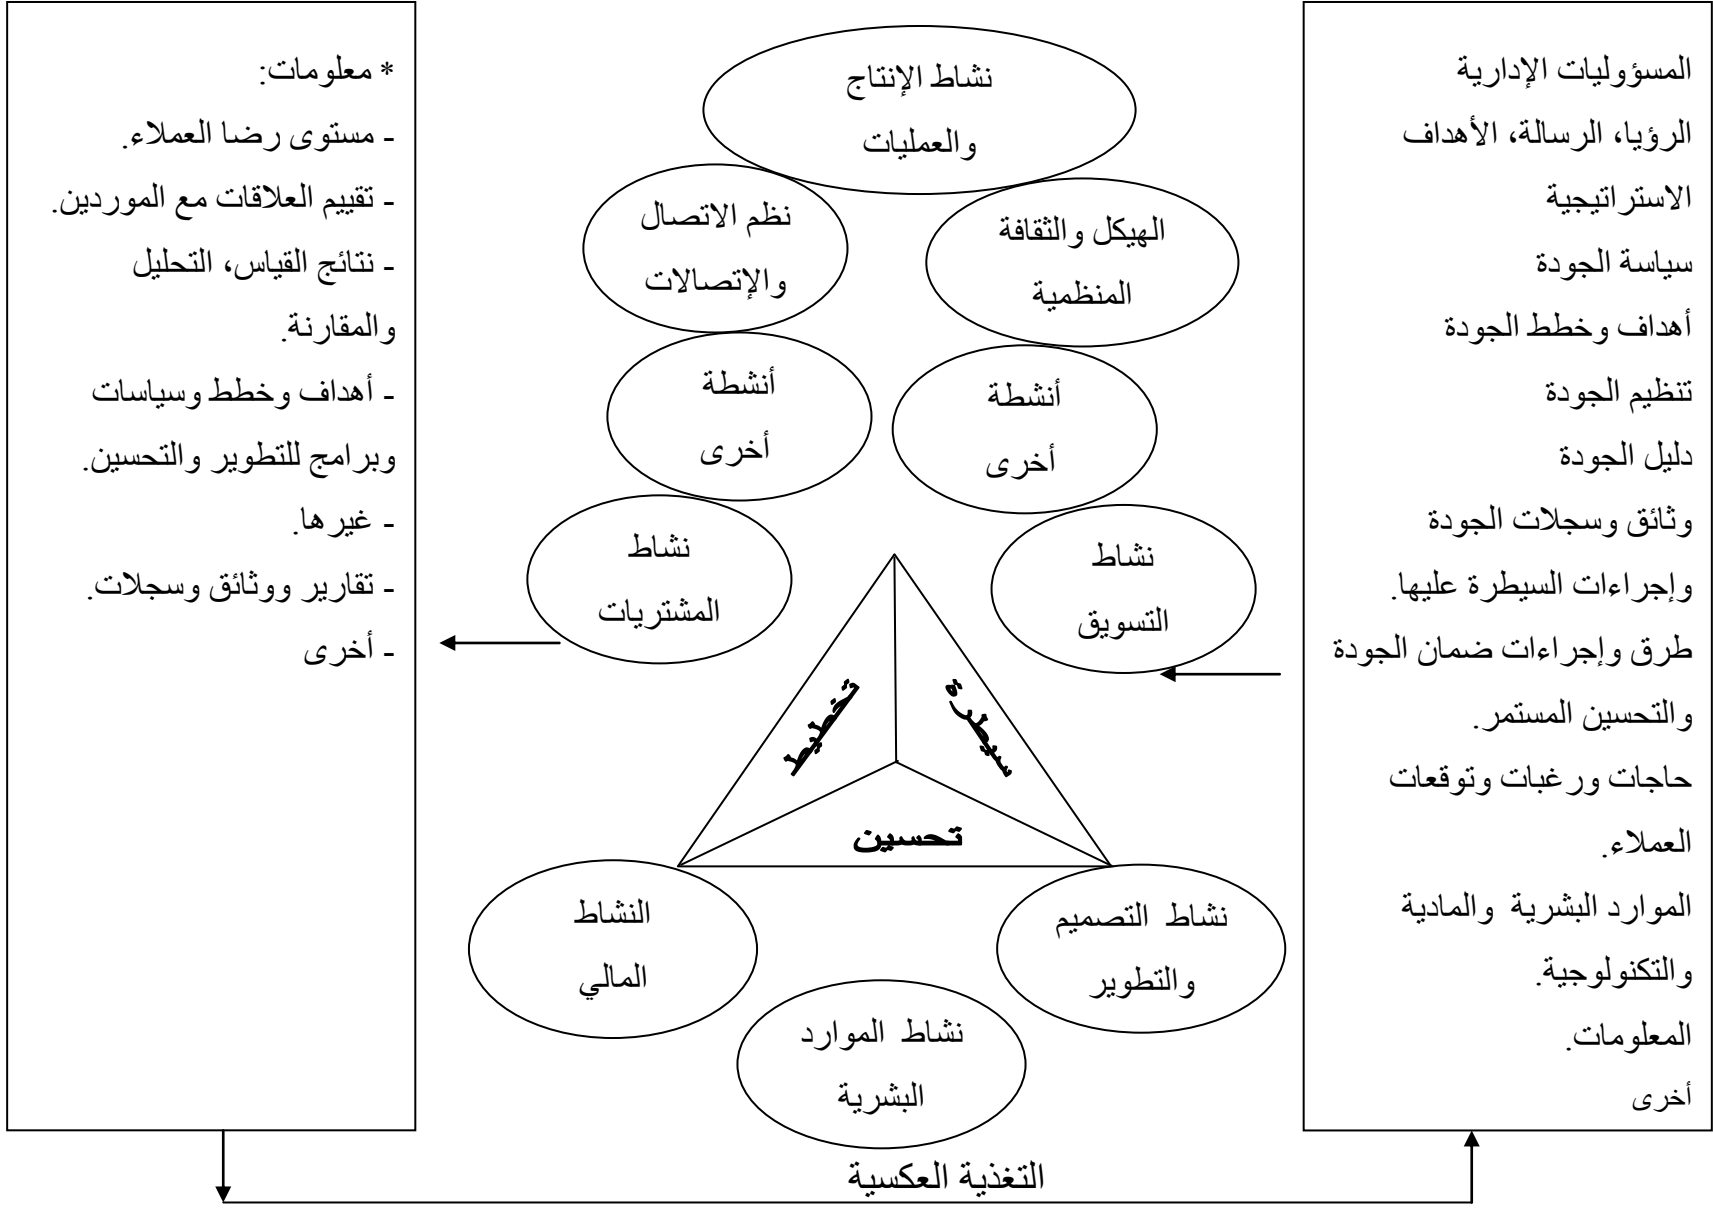 المسؤوليات الإدارية
الرؤيا، الرسالة، الأهداف
الاستراتيجية
سياسة الجودة
أهداف وخطط الجودة
تنظيم الجودة
دليل الجودة
وثائق وسجلات الجودة
وإجراءات السيطرة عليها.
طرق وإجراءات ضمان الجودة
والتحسين المستمر.
حاجات ورغبات وتوقعات
العملاء.
الموارد البشرية والمادية
والتكنولوجية.
المعلومات.
أخرى
نشاط الإنتاج
والعمليات
الهيكل والثقافة
المنظمية
نظم الاتصال
والإتصالات
أنشطة
أخرى
أنشطة
أخرى
نشاط
التسويق
نشاط
المشتريات
سيطرة
تخطيط
تحسين
نشاط التصميم
والتطوير
النشاط
المالي
نشاط الموارد
البشرية
* معلومات:
- مستوى رضا العملاء.
- تقييم العلاقات مع الموردين.
- نتائج القياس، التحليل
والمقارنة.
- أهداف وخطط وسياسات
وبرامج للتطوير والتحسين.
- غيرها.
- تقارير ووثائق وسجلات.
- أخرى
التغذية العكسية